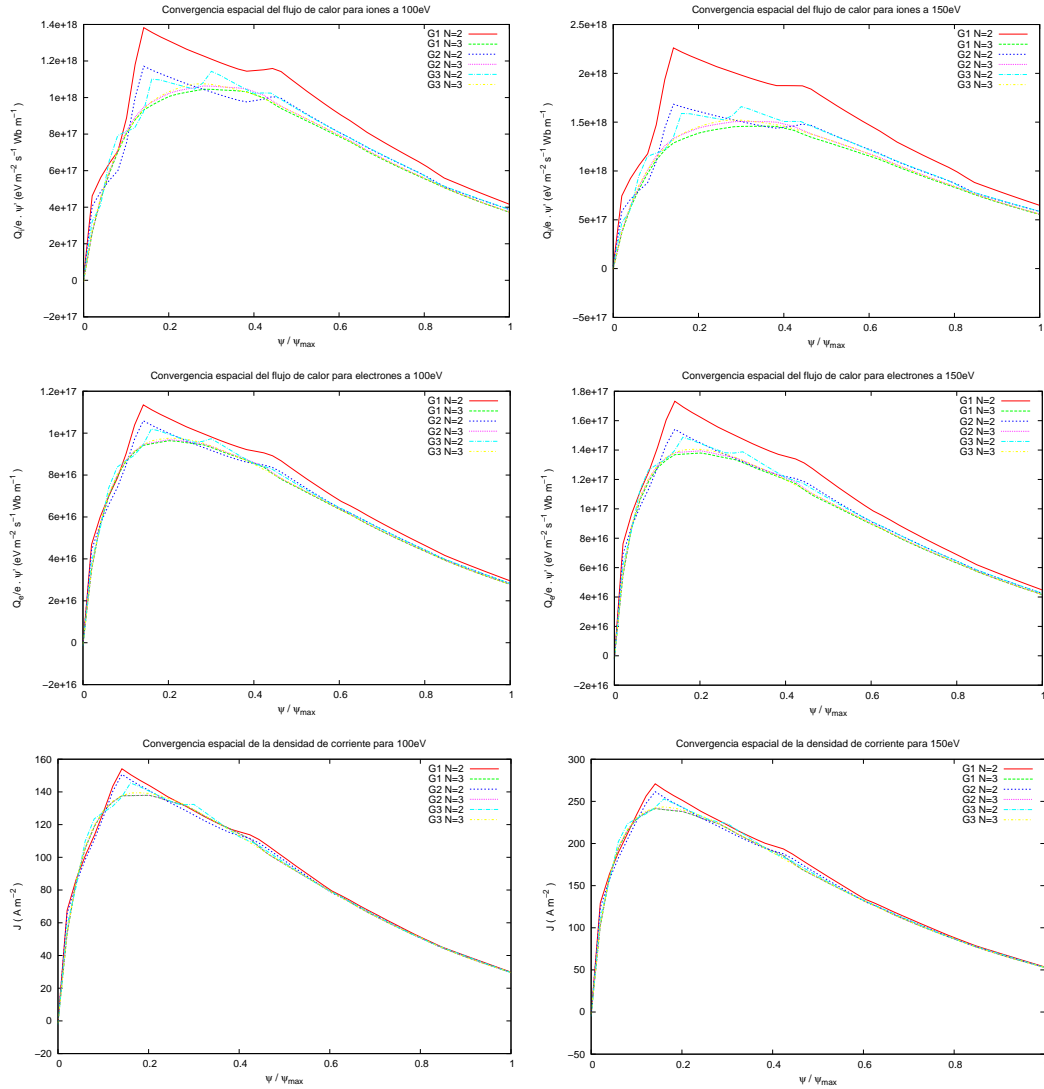 Convergencia espacial del flujo de calor para iones a 100eV
1.4e+18
1.2e+18
1e+18
8e+17
6e+17
4e+17
2e+17
0
−2e+17
Qi/e . ψ' (eV m−2 s−1 Wb m−1)
G1 N=2
G1 N=3
G2 N=2
G2 N=3
G3 N=2
G3 N=3
0 0.2 0.4 0.6 0.8 1
ψ / ψmax
Convergencia espacial del flujo de calor para iones a 150eV
2.5e+18
2e+18
1.5e+18
1e+18
5e+17
0
−5e+17
Qi/e . ψ' (eV m−2 s−1 Wb m−1)
G1 N=2
G1 N=3
G2 N=2
G2 N=3
G3 N=2
G3 N=3
0 0.2 0.4 0.6 0.8 1
ψ / ψmax
Convergencia espacial del flujo de calor para electrones a 100eV
1.2e+17
1e+17
8e+16
6e+16
4e+16
2e+16
0
−2e+16
Qe/e . ψ' (eV m−2 s−1 Wb m−1)
G1 N=2
G1 N=3
G2 N=2
G2 N=3
G3 N=2
G3 N=3
0 0.2 0.4 0.6 0.8 1
ψ / ψmax
Convergencia espacial del flujo de calor para electrones a 150eV
1.8e+17
1.6e+17
1.4e+17
1.2e+17
1e+17
8e+16
6e+16
4e+16
2e+16
0
−2e+16
Qe/e . ψ' (eV m−2 s−1 Wb m−1)
G1 N=2
G1 N=3
G2 N=2
G2 N=3
G3 N=2
G3 N=3
0 0.2 0.4 0.6 0.8 1
ψ / ψmax
Convergencia espacial de la densidad de corriente para 100eV
160
140
120
100
80
60
40
20
0
−20
J ( A m−2)
G1 N=2
G1 N=3
G2 N=2
G2 N=3
G3 N=2
G3 N=3
0 0.2 0.4 0.6 0.8 1
ψ / ψmax
Convergencia espacial de la densidad de corriente para 150eV
300
250
200
150
100
50
0
−50
J ( A m−2)
G1 N=2
G1 N=3
G2 N=2
G2 N=3
G3 N=2
G3 N=3
0 0.2 0.4 0.6 0.8 1
ψ / ψmax